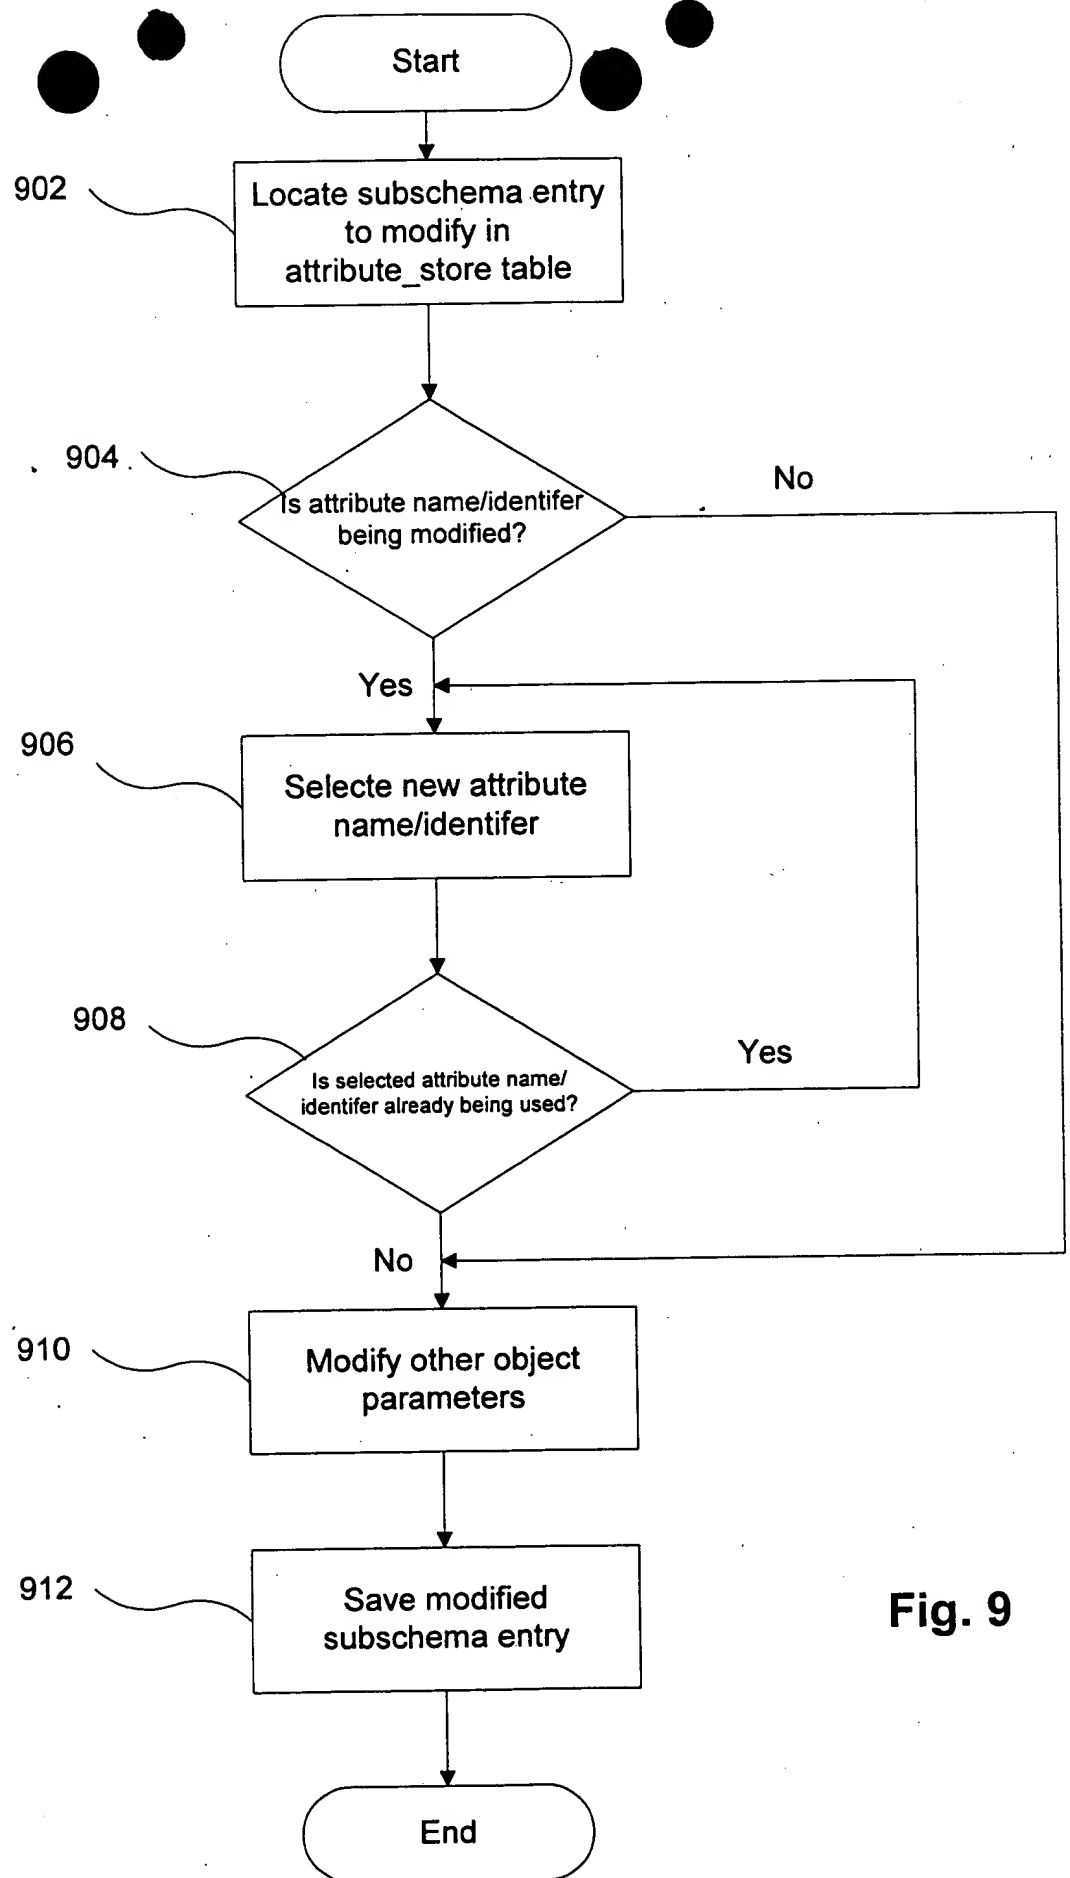 Start
902
Locate subschema entry
to modify in
attribute_store table
904
Is attribute name/identifer
being modified?
No
Yes
906
Selecte new attribute
name/identifer
908
Is selected attribute name/
identifer already being used?
Yes
No
910
Modify other object
parameters
912
Save modified
subschema entry
Fig. 9
End